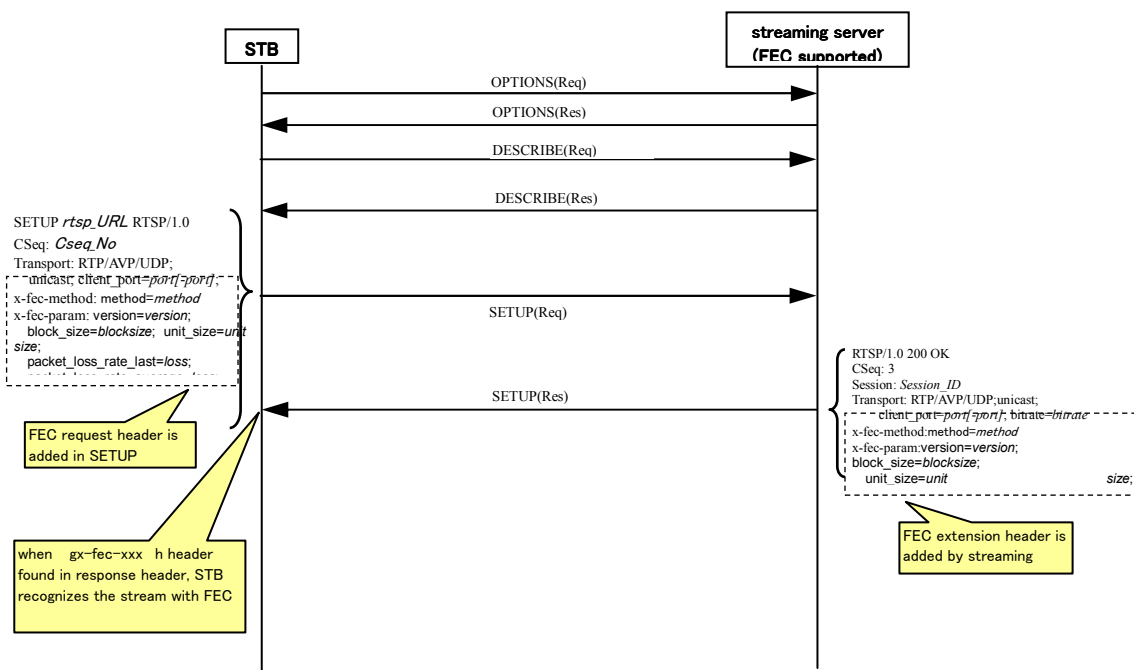 STB
streaming server
(FEC supported)
OPTIONS(Req)
OPTIONS(Res)
DESCRIBE(Req)
DESCRIBE(Res)
SETUP rtsp_URL RTSP/1.0
CSeq: Cseq_No
Transport: RTP/AVP/UDP;
unicast; client_port=port[-port];
x-fec-method: method=method
x-fec-param: version=version;
block_size=blocksize; unit_size=unit
size;
packet_loss_rate_last=loss;
SETUP(Req)
SETUP(Res)
RTSP/1.0 200 OK
CSeq: 3
Session: Session_ID
Transport: RTP/AVP/UDP;unicast;
client_port=port[-port]; bitrate=bitrate
x-fec-method:method=method
x-fec-param:version=version;
block_size=blocksize;
unit_size=unit size;
FEC request header is
added in SETUP
when gx-fec-xxx h header
found in response header, STB
recognizes the stream with FEC
FEC extension header is
added by streaming